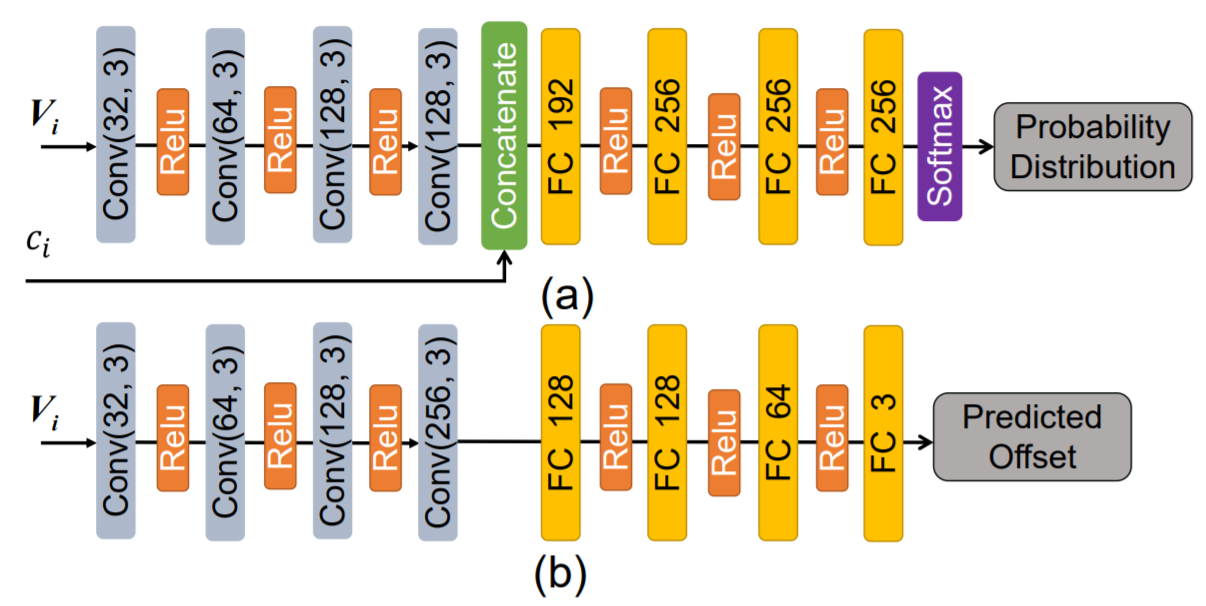 V_i
Conv(32, 3)
Relu
Conv(64, 3)
Relu
Conv(128, 3)
Relu
Conv(128, 3)
Concatenate
FC 192
Relu
FC 256
Relu
FC 256
Relu
FC 256
Softmax
Probability
Distribution
c_i
(a)
V_i
Conv(32, 3)
Relu
Conv(64, 3)
Relu
Conv(128, 3)
Relu
Conv(256, 3)
FC 128
Relu
FC 128
Relu
FC 64
Relu
FC 3
Predicted
Offset
(b)